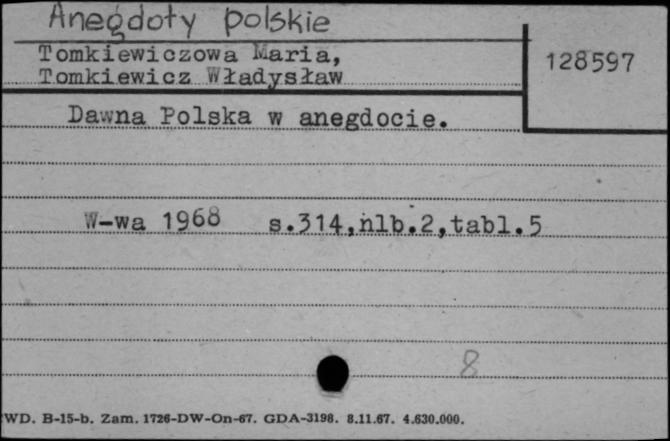 Anegdoty polskie
Tomkiewiczowa Maria,
Tomkiewicz Władysław
128597
Dawna Polska w anegdocie.
W-wa 1968 s.314,nlb.2,tabl.5
8
WD. B-15-b. Zam. 1726-DW-On-67. GDA-3198. 8.11.67. 4.630.000.